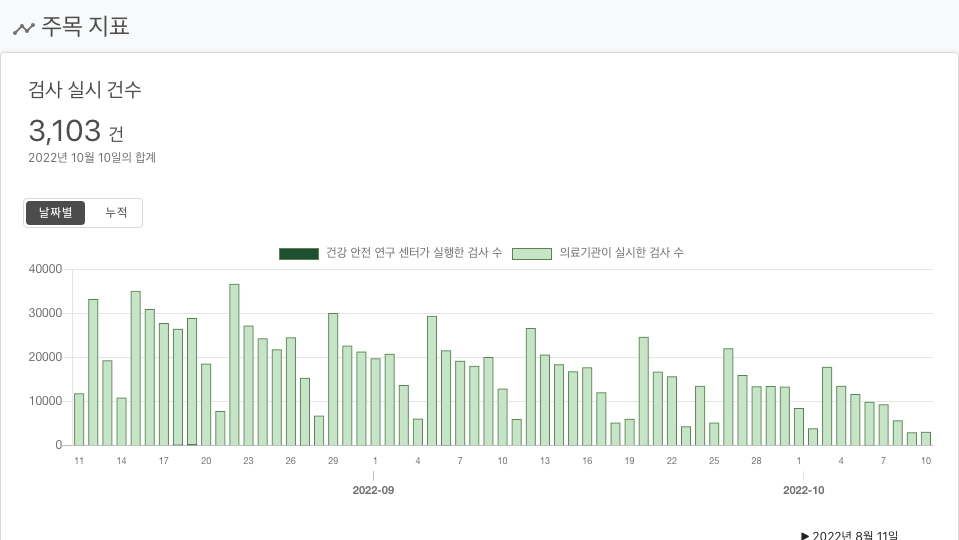 주목 지표
검사 실시 건수
3,103 건
2022년 10월 10일의 합계
날짜별 누적
건강 안전 연구 센터가 실행한 검사 수 의료기관이 실시한 검사 수
40000
30000
20000
10000
0
11 14 17 20 23 26 29 1 4 7 10 13 16 19 22 25 28 1 4 7 10
2022-09 2022-10
▶ 2022년 8월 11일